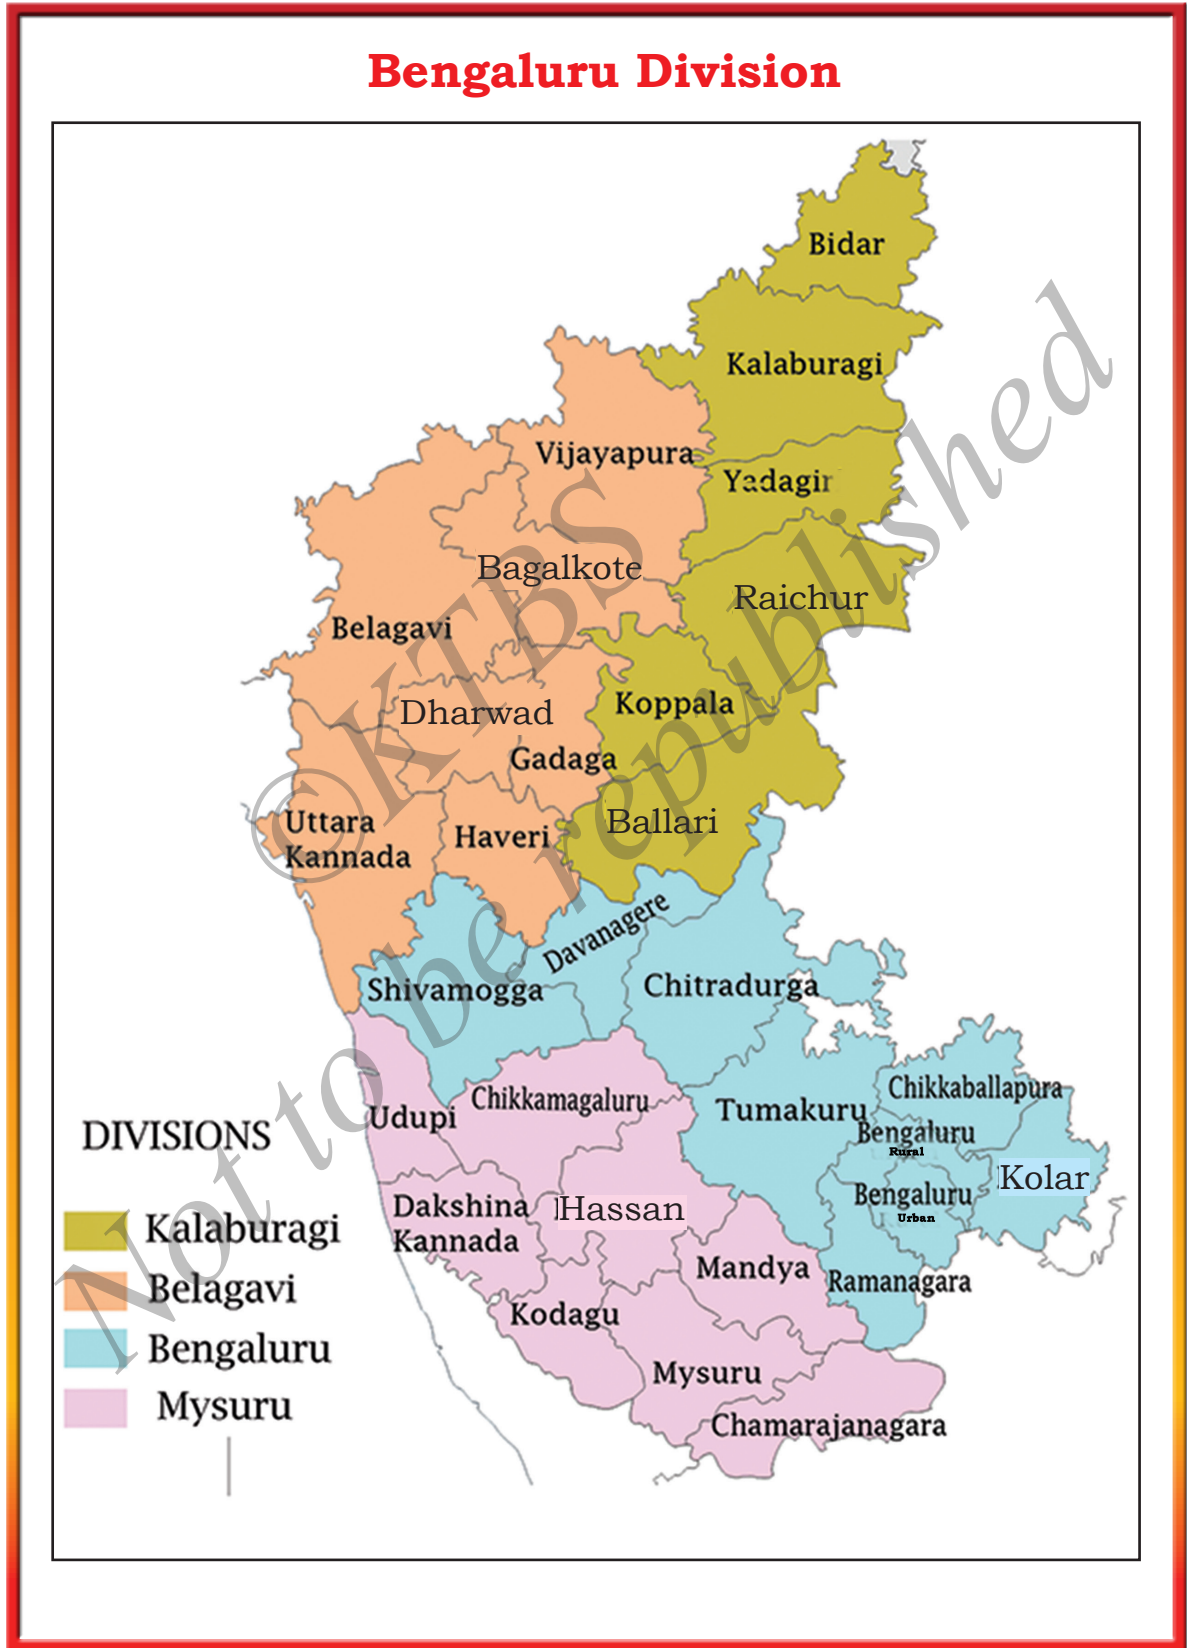 Bengaluru Division
Bidar
Kalaburagi
Vijayapura
Yadagir
Bagalkote
Raichur
Belagavi
Koppala
Dharwad
Gadaga
Ballari
Uttara
Kannada
Haveri
Davanagere
Shivamogga
Chitradurga
Chikkaballapura
Chikkamagaluru
Tumakuru
Udupi
Bengaluru
Rural
Kolar
DIVISIONS
Dakshina
Kannada
Hassan
Bengaluru
Urban
Mandya
Ramanagara
Kodagu
Mysuru
Chamarajanagara
Kalaburagi
Belagavi
Bengaluru
Mysuru
©KTBS
Not to be republished